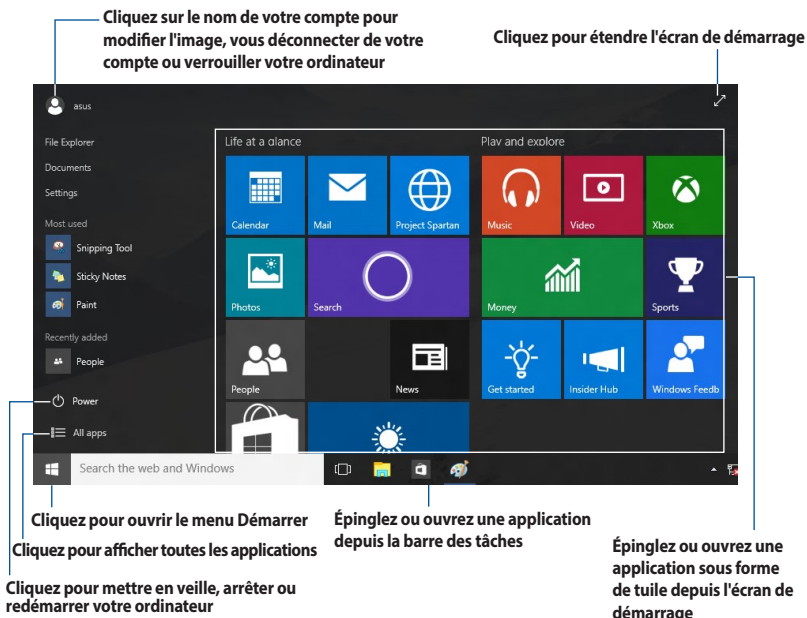 Cliquez sur le nom de votre compte pour
modifier l'image, vous déconnecter de votre
compte ou verrouiller votre ordinateur
Cliquez pour étendre l'écran de démarrage
asus
File Explorer
Documents
Settings
Most used
Snipping Tool
Sticky Notes
Paint
Recently added
People
Power
All apps
Life at a glance
Play and explore
Calendar
Mail
Project Spartan
Music
Video
Xbox
Photos
Search
Money
Sports
People
News
Get started
Insider Hub
Windows Feedb
Search the web and Windows
Cliquez pour ouvrir le menu Démarrer
Cliquez pour afficher toutes les applications
Cliquez pour mettre en veille, arrêter ou
redémarrer votre ordinateur
Épinglez ou ouvrez une application
depuis la barre des tâches
Épinglez ou ouvrez une
application sous forme
de tuile depuis l'écran de
démarrage